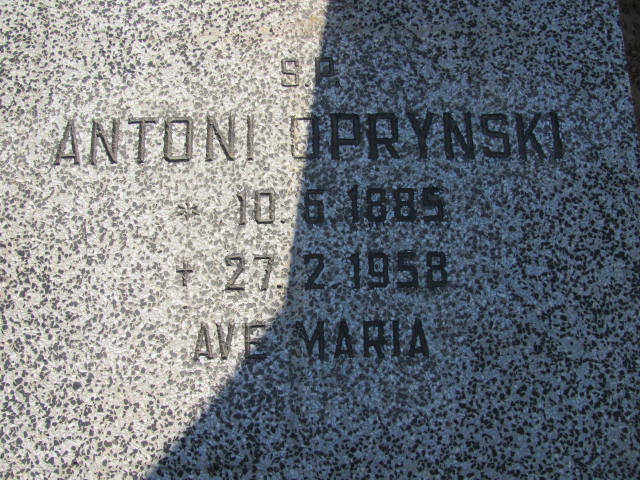 S.P.
ANTONI OPRYNSKI
* 10. 6. 1885
† 27. 2. 1958
AVE MARIA